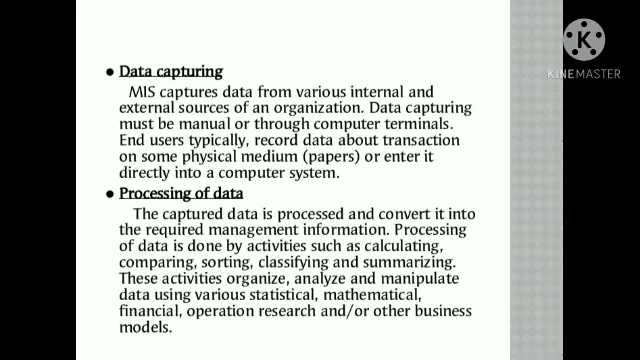 ● Data capturing
MIS captures data from various internal and
external sources of an organization. Data capturing
must be manual or through computer terminals.
End users typically, record data about transaction
on some physical medium (papers) or enter it
directly into a computer system.
● Processing of data
The captured data is processed and convert it into
the required management information. Processing
of data is done by activities such as calculating,
comparing, sorting, classifying and summarizing.
These activities organize, analyze and manipulate
data using various statistical, mathematical,
financial, operation research and/or other business
models.
K
KINEMASTER